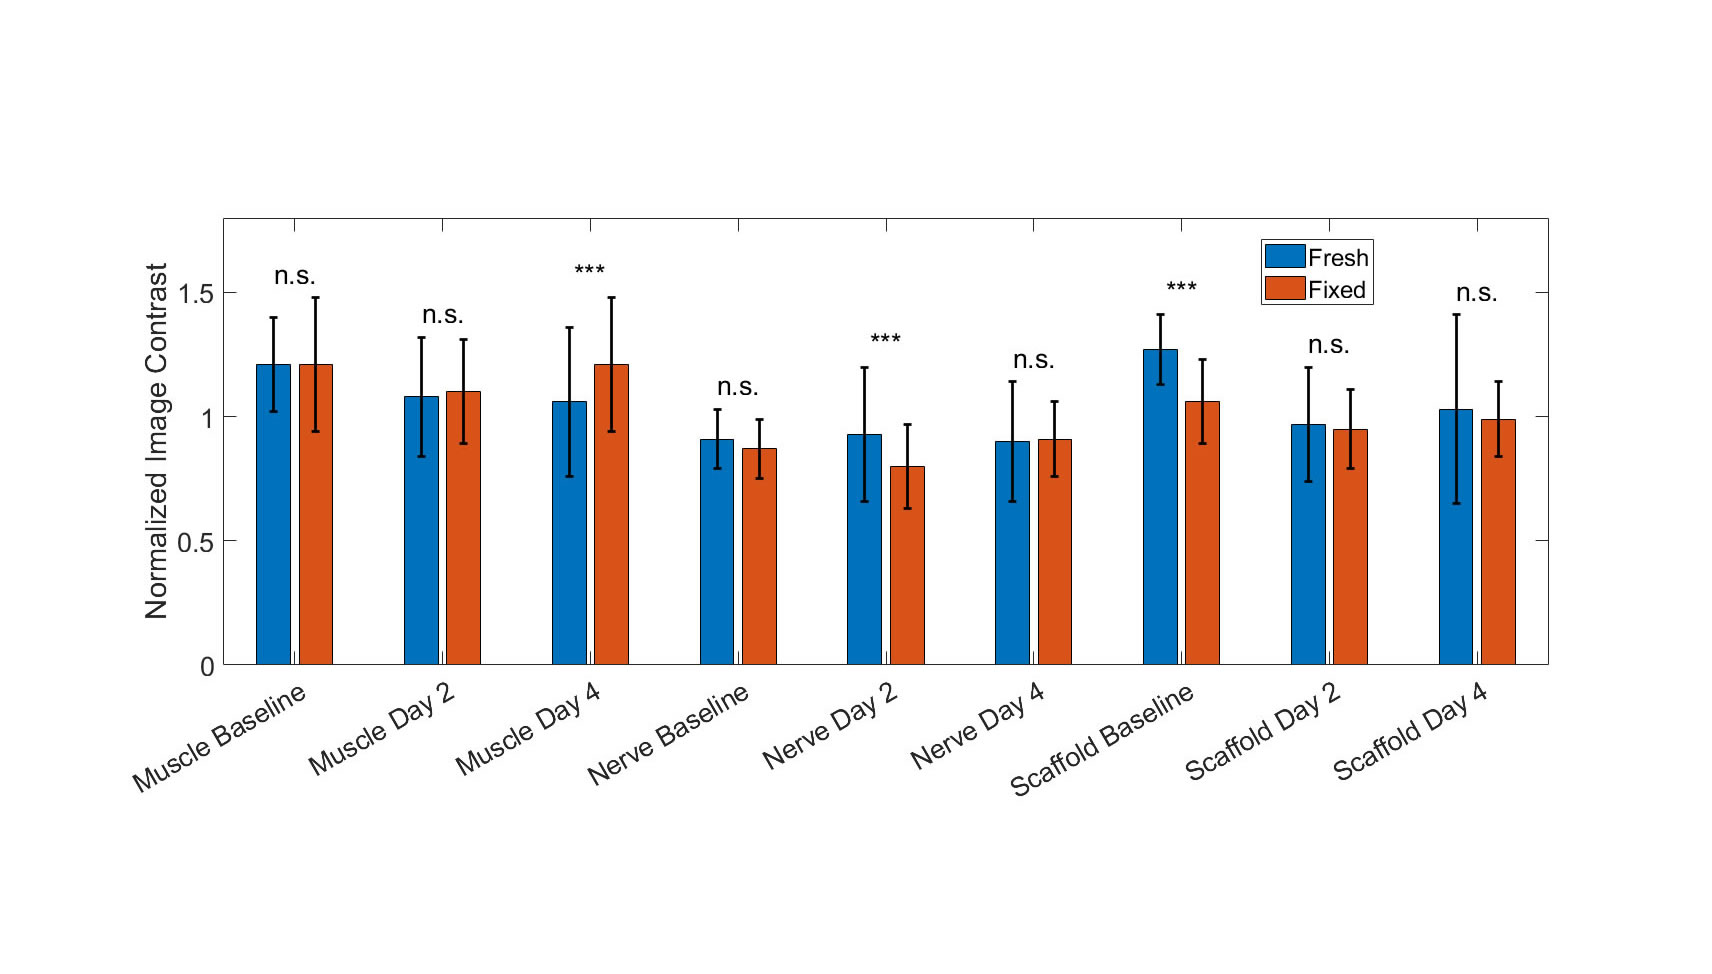 n.s.
n.s.
***
n.s.
***
n.s.
***
n.s.
n.s.
Fresh
Fixed
Normalized Image Contrast
1.5
1
0.5
0
Muscle Baseline
Muscle Day 2
Muscle Day 4
Nerve Baseline
Nerve Day 2
Nerve Day 4
Scaffold Baseline
Scaffold Day 2
Scaffold Day 4